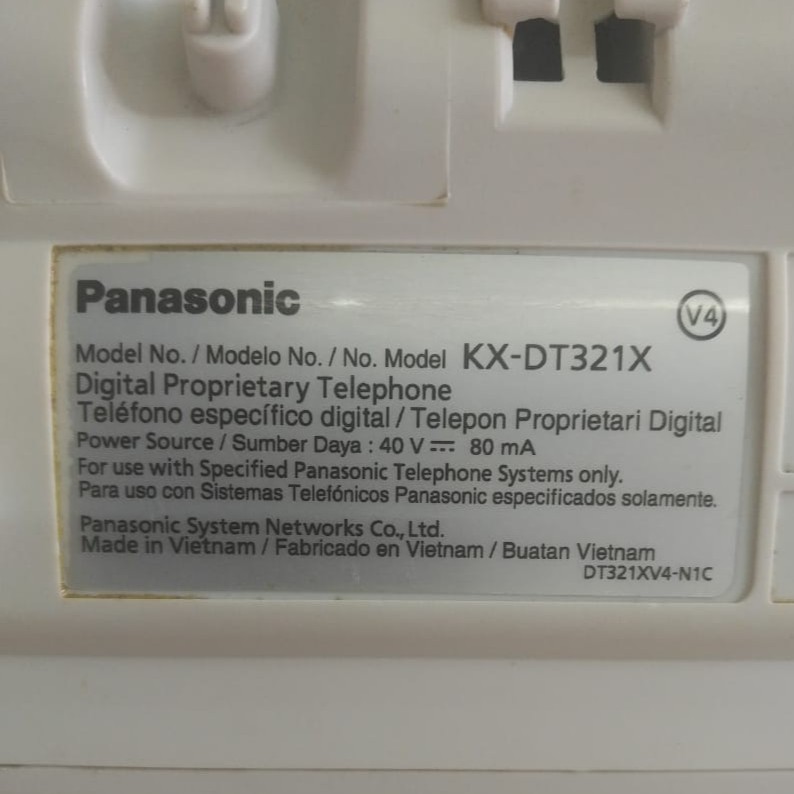 Panasonic
V4
Model No. / Modelo No. / No. Model KX-DT321X
Digital Proprietary Telephone
Teléfono específico digital / Telepon Proprietari Digital
Power Source / Sumber Daya : 40 V ⎓ 80 mA
For use with Specified Panasonic Telephone Systems only.
Para uso con Sistemas Telefónicos Panasonic especificados solamente.
Panasonic System Networks Co., Ltd.
Made in Vietnam / Fabricado en Vietnam / Buatan Vietnam
DT321XV4-N1C